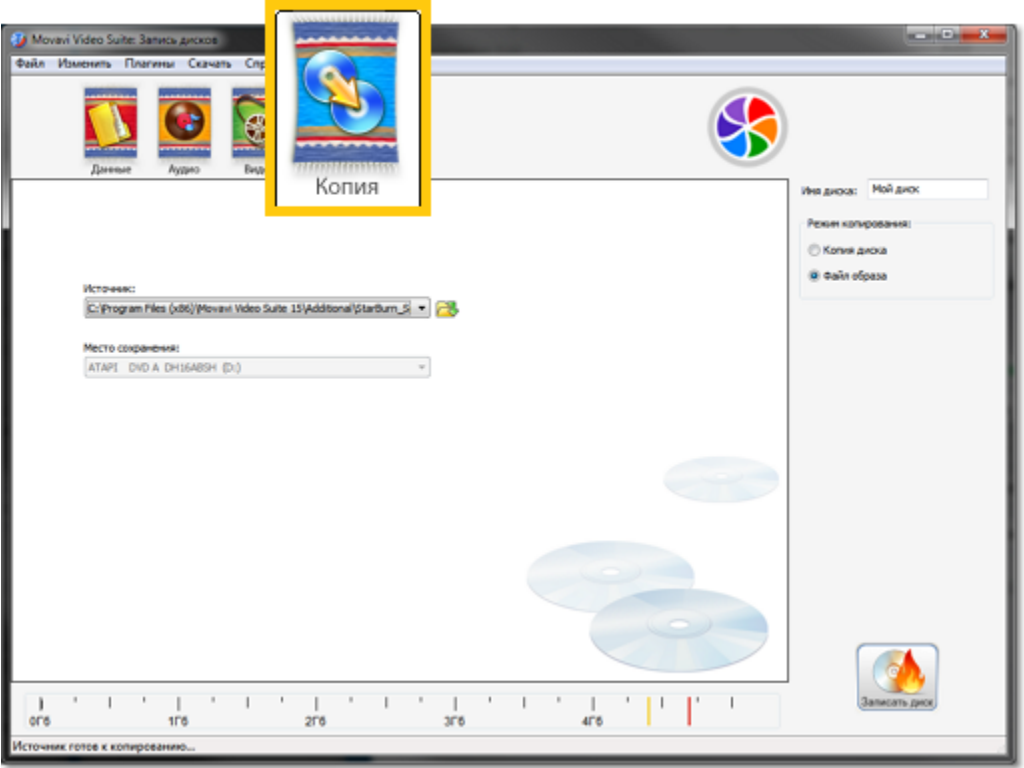 Movavi Video Suite: Запись дисков
Файл Изменить Плагины Скачать Спр
Данные Аудио Виде Копия
Имя диска: Мой диск
Режим копирования:
Копия диска
Файл образа
Источник:
C:\Program Files (x86)\Movavi Video Suite 15\Additional\StarBurn_S
Место сохранения:
ATAPI DVD A DH16ABSH (D:)
Записать диск
0Гб 1Гб 2Гб 3Гб 4Гб
Источник готов к копированию...